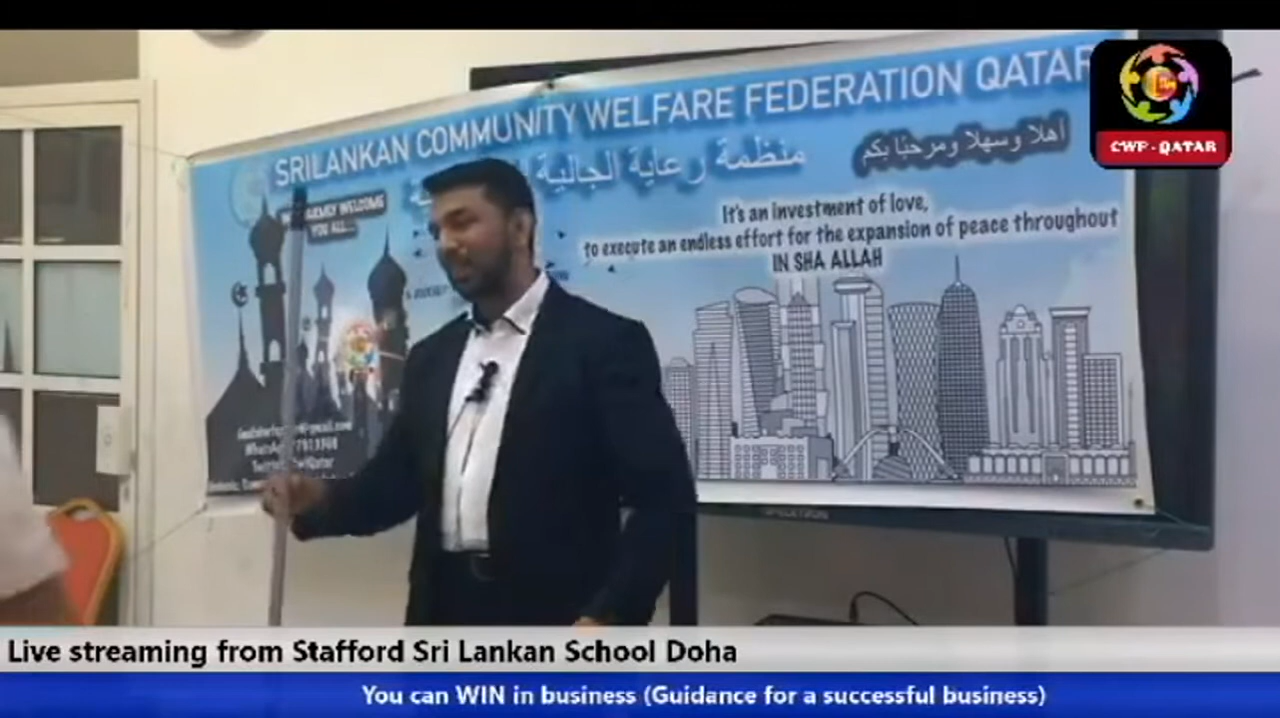 SRILANKAN COMMUNITY WELFARE FEDERATION QATAR
منظمة رعاية الجالية
أهلا وسهلا ومرحبا بكم
WELCOME
YOU ALL...
It's an investment of love,
to execute an endless effort for the expansion of peace throughout
IN SHA ALLAH
CWF - QATAR
Live streaming from Stafford Sri Lankan School Doha
You can WIN in business (Guidance for a successful business)